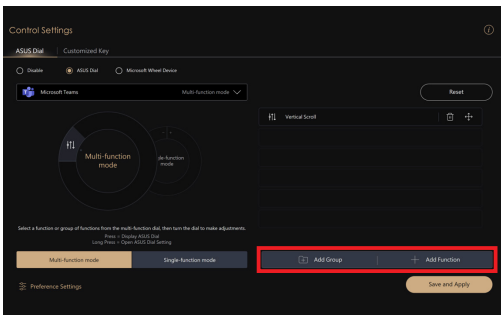 Control Settings
ASUS Dial
Customized Key
Disable
ASUS Dial
Microsoft Wheel Device
Microsoft Teams
Multi-function mode
Reset
Vertical Scroll
Multi-function
mode
mode
Select a function or group of functions from the multi-function dial, then turn the dial to make adjustments.
Press = Display ASUS Dial
Long Press = Open ASUS Dial Setting
Multi-function mode
Single-function mode
Add Group
Add Function
Preference Settings
Save and Apply